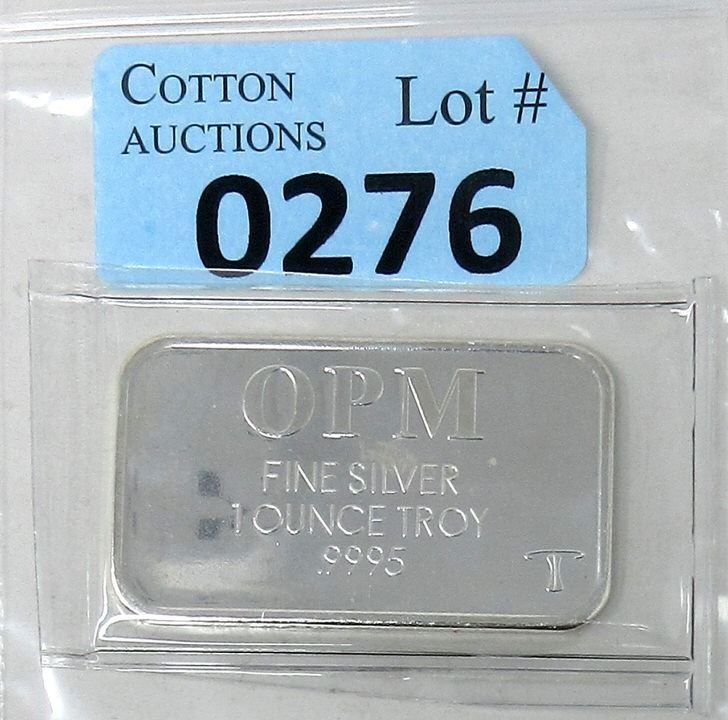 COTTON Lot #
AUCTIONS
0276
OPM
FINE SILVER
1 OUNCE TROY
.9995
T